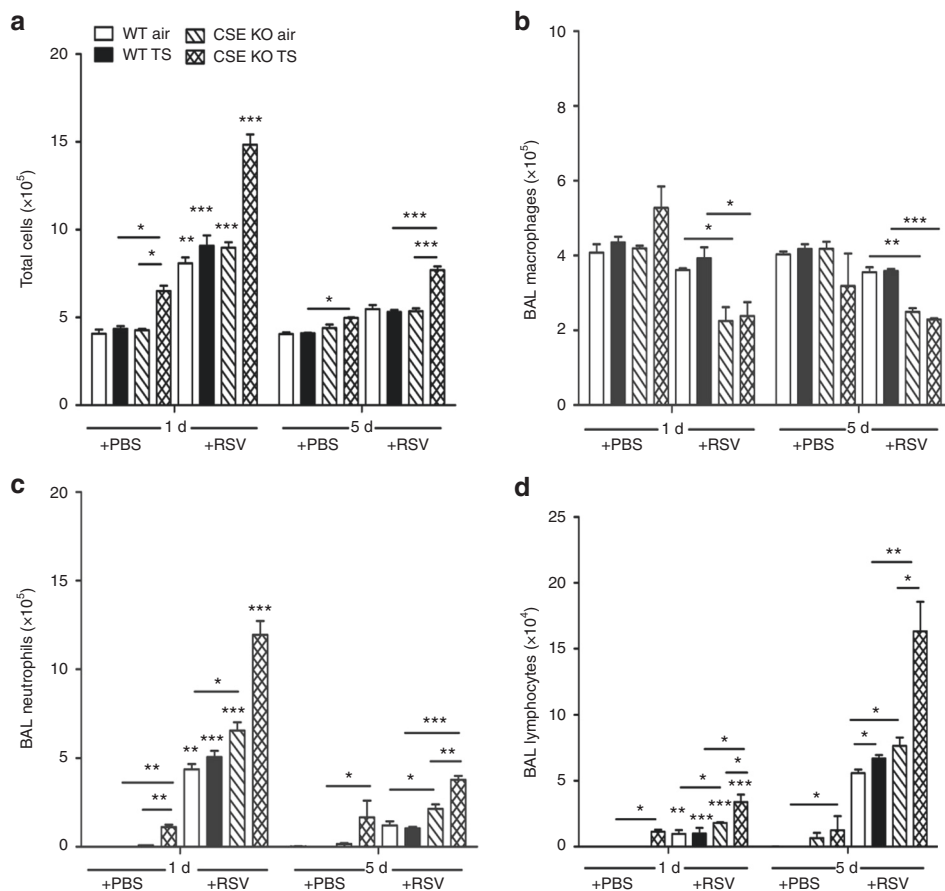 a
WT air
CSE KO air
WT TS
CSE KO TS
Total cells (×10⁵)
20
15
10
5
0
*
*
**
***
***
***
*
***
***
1 d
5 d
+PBS
+RSV
+PBS
+RSV
b
BAL macrophages (×10⁵)
10
8
6
4
2
0
*
*
**
***
1 d
5 d
+PBS
+RSV
+PBS
+RSV
c
BAL neutrophils (×10⁵)
20
15
10
5
0
**
**
**
***
*
***
***
*
*
***
**
1 d
5 d
+PBS
+RSV
+PBS
+RSV
d
BAL lymphocytes (×10⁴)
25
20
15
10
5
0
*
**
***
*
***
*
*
***
*
*
*
**
*
1 d
5 d
+PBS
+RSV
+PBS
+RSV